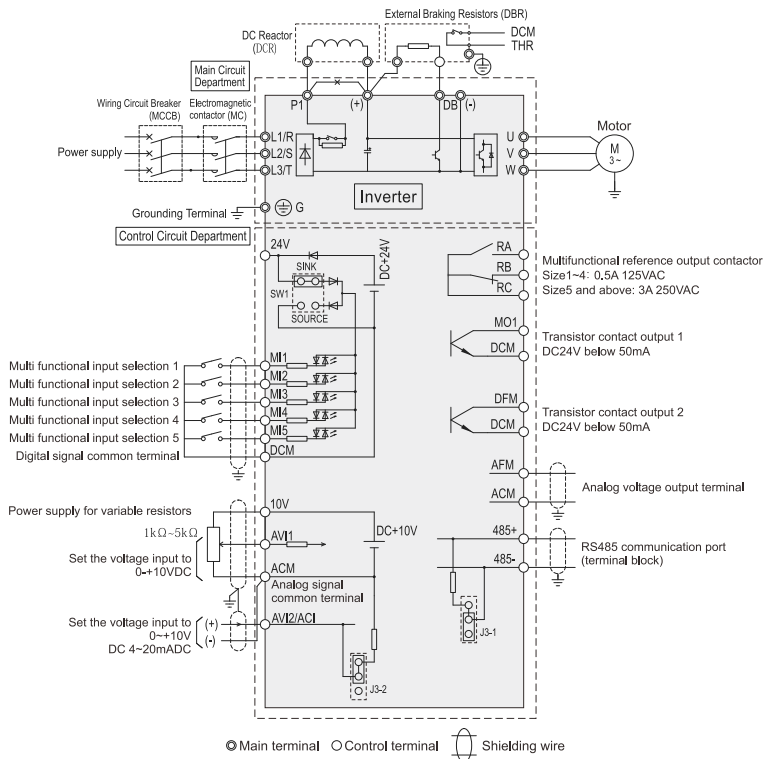 External Braking Resistors (DBR)
DC Reactor
(DCR)
DCM
THR
Main Circuit
Department
Wiring Circuit Breaker
(MCCB)
Electromagnetic
contactor (MC)
P1
(+)
DB
(-)
Motor
L1/R
L2/S
L3/T
U
V
W
M
3~
Power supply
Inverter
Grounding Terminal
G
Control Circuit Department
24V
SINK
SW1
SOURCE
DC+24V
RA
RB
RC
Multifunctional reference output contactor
Size1~4: 0.5A 125VAC
Size5 and above: 3A 250VAC
MO1
DCM
Transistor contact output 1
DC24V below 50mA
Multi functional input selection 1
MI1
Multi functional input selection 2
MI2
Multi functional input selection 3
MI3
Multi functional input selection 4
MI4
Multi functional input selection 5
MI5
Digital signal common terminal
DCM
DFM
DCM
Transistor contact output 2
DC24V below 50mA
AFM
ACM
Analog voltage output terminal
Power supply for variable resistors
10V
1kΩ~5kΩ
AVI1
DC+10V
Set the voltage input to
0-+10VDC
ACM
Analog signal
common terminal
485+
485-
RS485 communication port
(terminal block)
Set the voltage input to
0~+10V
DC 4~20mADC
(+)
(-)
AVI2/ACI
J3-1
J3-2
Main terminal
Control terminal
Shielding wire